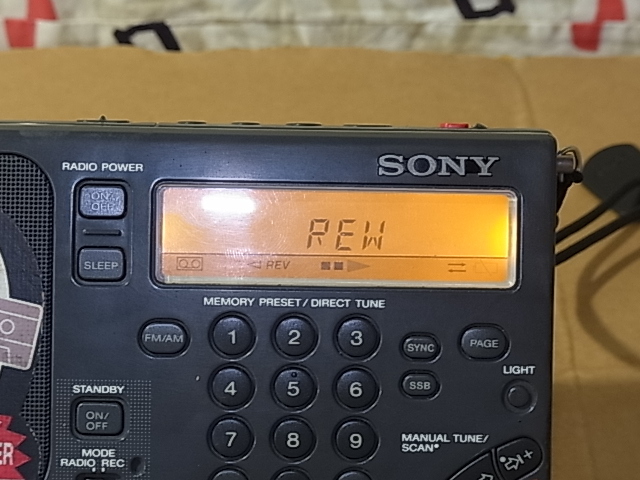 RADIO POWER
SONY
ON/
OFF
REW
REV
SLEEP
MEMORY PRESET/DIRECT TUNE
FM/AM
1
2
3
SYNC
PAGE
4
5
6
SSB
LIGHT
STANDBY
ON/
OFF
7
8
9
MANUAL TUNE/
SCAN
MODE
RADIO REC
ER